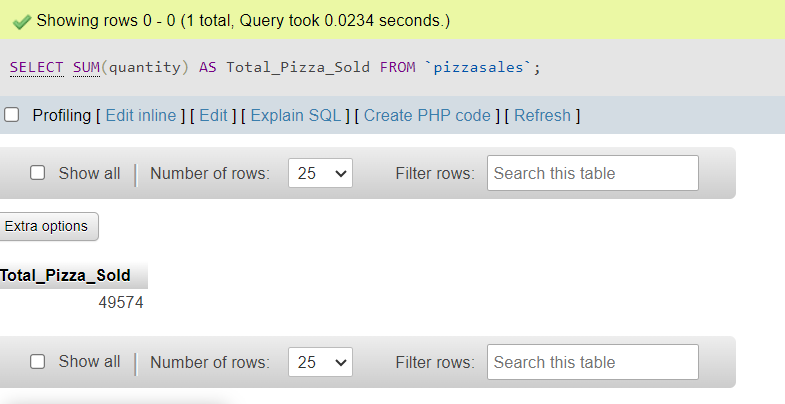 Showing rows 0 - 0 (1 total, Query took 0.0234 seconds.)
SELECT SUM(quantity) AS Total_Pizza_Sold FROM `pizzasales`;
Profiling [ Edit inline ] [ Edit ] [ Explain SQL ] [ Create PHP code ] [ Refresh ]
Show all | Number of rows: 25 Filter rows: Search this table
Extra options
Total_Pizza_Sold
49574
Show all | Number of rows: 25 Filter rows: Search this table